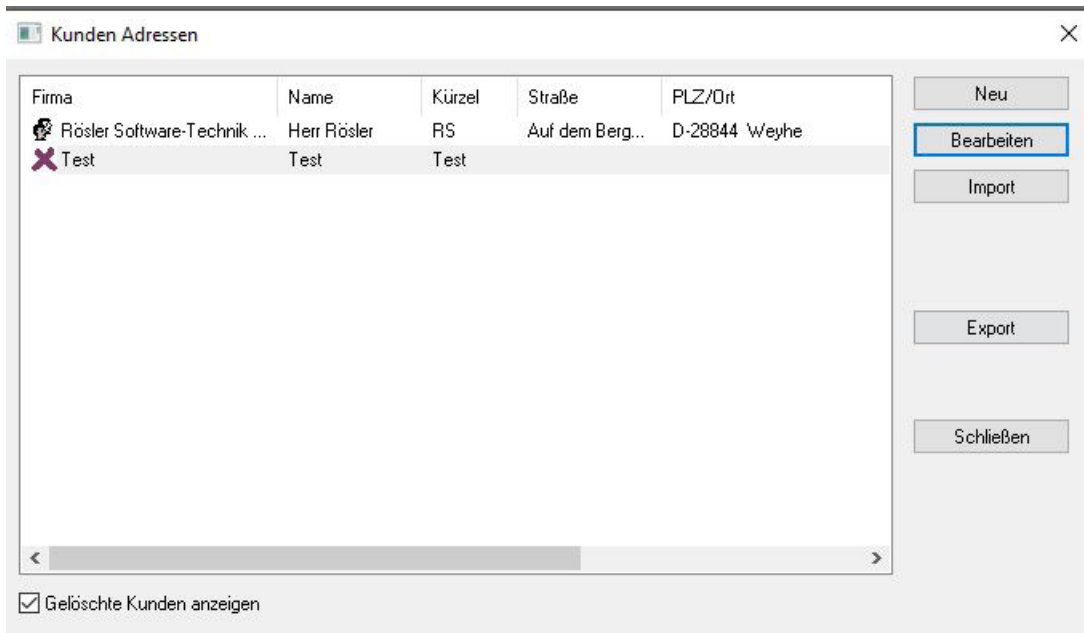 Kunden Adressen
Firma Name Kürzel Straße PLZ/Ort
Rösler Software-Technik ... Herr Rösler RS Auf dem Berg... D-28844 Weyhe
Test Test Test
Neu
Bearbeiten
Import
Export
Schließen
Gelöschte Kunden anzeigen